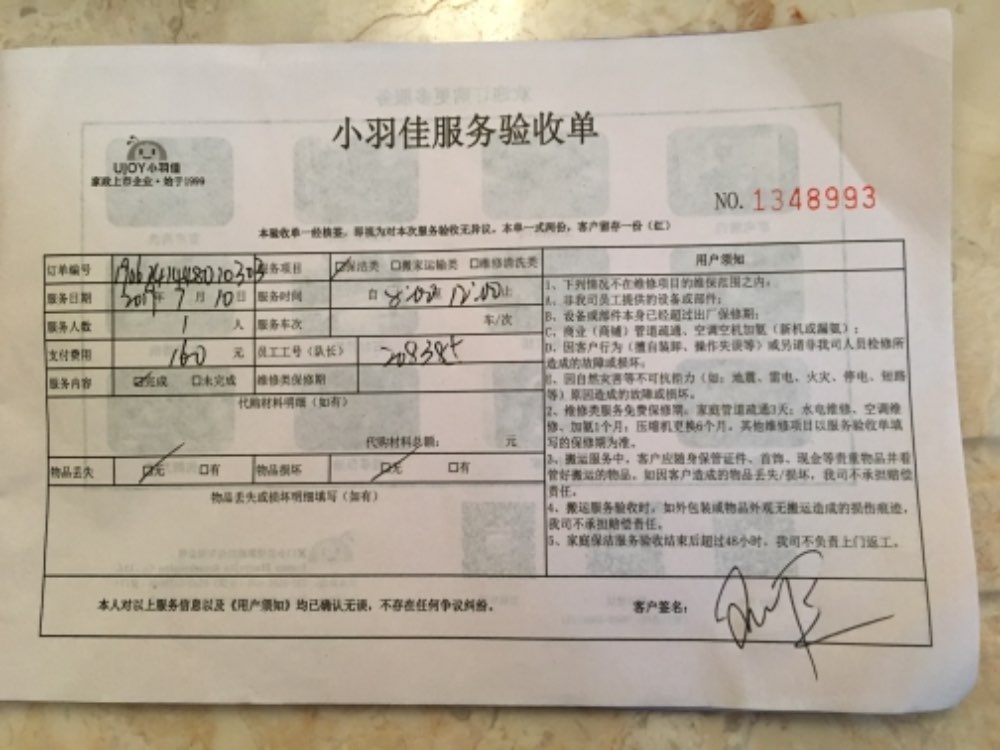 小羽佳服务验收单
UJOY小羽佳
家政上市企业·始于1999
NO. 1348993
本验收单一经核签，即视为对本次服务验收无异议。本单一式两份，客户留存一份（红）
订单编号 服务项目 ☑保洁类 □搬家运输类 □维修清洗类
服务日期 2019年7月10日 服务时间 自8:00 12:00止
服务人数 1 人 服务车次 车/次
支付费用 160 元 员工工号（队长） 208385
服务内容 ☑完成 □未完成 维修类保修期
代购材料明细（如有）
代购材料总额： 元
物品丢失 ☑无 □有 物品损坏 ☑无 □有
物品丢失或损坏明细填写（如有）
用户须知
1、下列情况不在维修项目的维保范围之内：
A、非我司员工提供的设备或部件；
B、设备或部件本身已经超过出厂保修期；
C、商业（商铺）管道疏通、空调空机加氨（新机或漏氨）；
D、因客户行为（擅自装卸、操作失误等）或另请非我司人员检修所
造成的故障或损坏。
E、因自然灾害等不可抗能力（如：地震、雷电、火灾、停电、短路
等）原因造成的故障或损坏。
2、维修类服务免费保修期。家庭管道疏通3天；水电维修、空调维
修、加氨1个月；压缩机更换6个月。其他维修项目以服务验收单填
写的保修期为准。
3、搬运服务中，客户应随身保管证件、首饰、现金等贵重物品并看
管好搬运的物品。如因客户造成的物品丢失/损坏，我司不承担赔偿
责任。
4、搬运服务验收时，如外包装或物品外观无搬运造成的损伤痕迹，
我司不承担赔偿责任。
5、家庭保洁服务验收结束后超过48小时，我司不负责上门返工。
本人对以上服务信息以及《用户须知》均已确认无误，不存在任何争议纠纷。 客户签名：